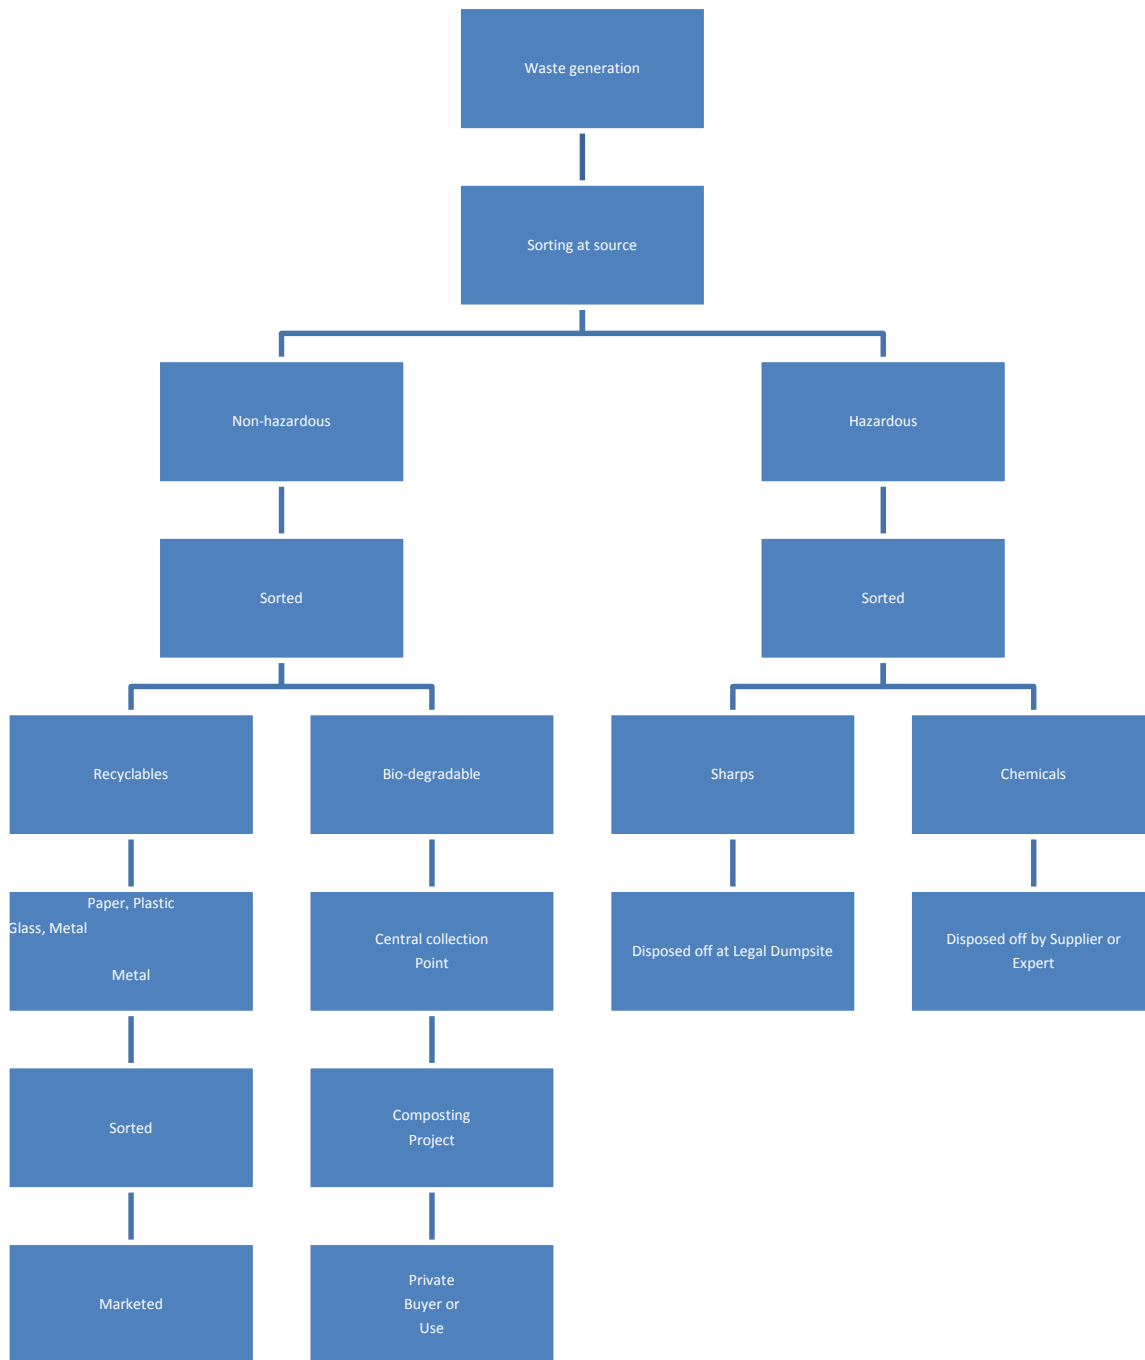 Waste generation
Sorting at source
Non-hazardous
Hazardous
Sorted
Sorted
Recyclables
Bio-degradable
Sharps
Chemicals
Paper, Plastic
Glass, Metal
Metal
Central collection
Point
Disposed off at Legal Dumpsite
Disposed off by Supplier or
Expert
Sorted
Composting
Project
Marketed
Private
Buyer or
Use